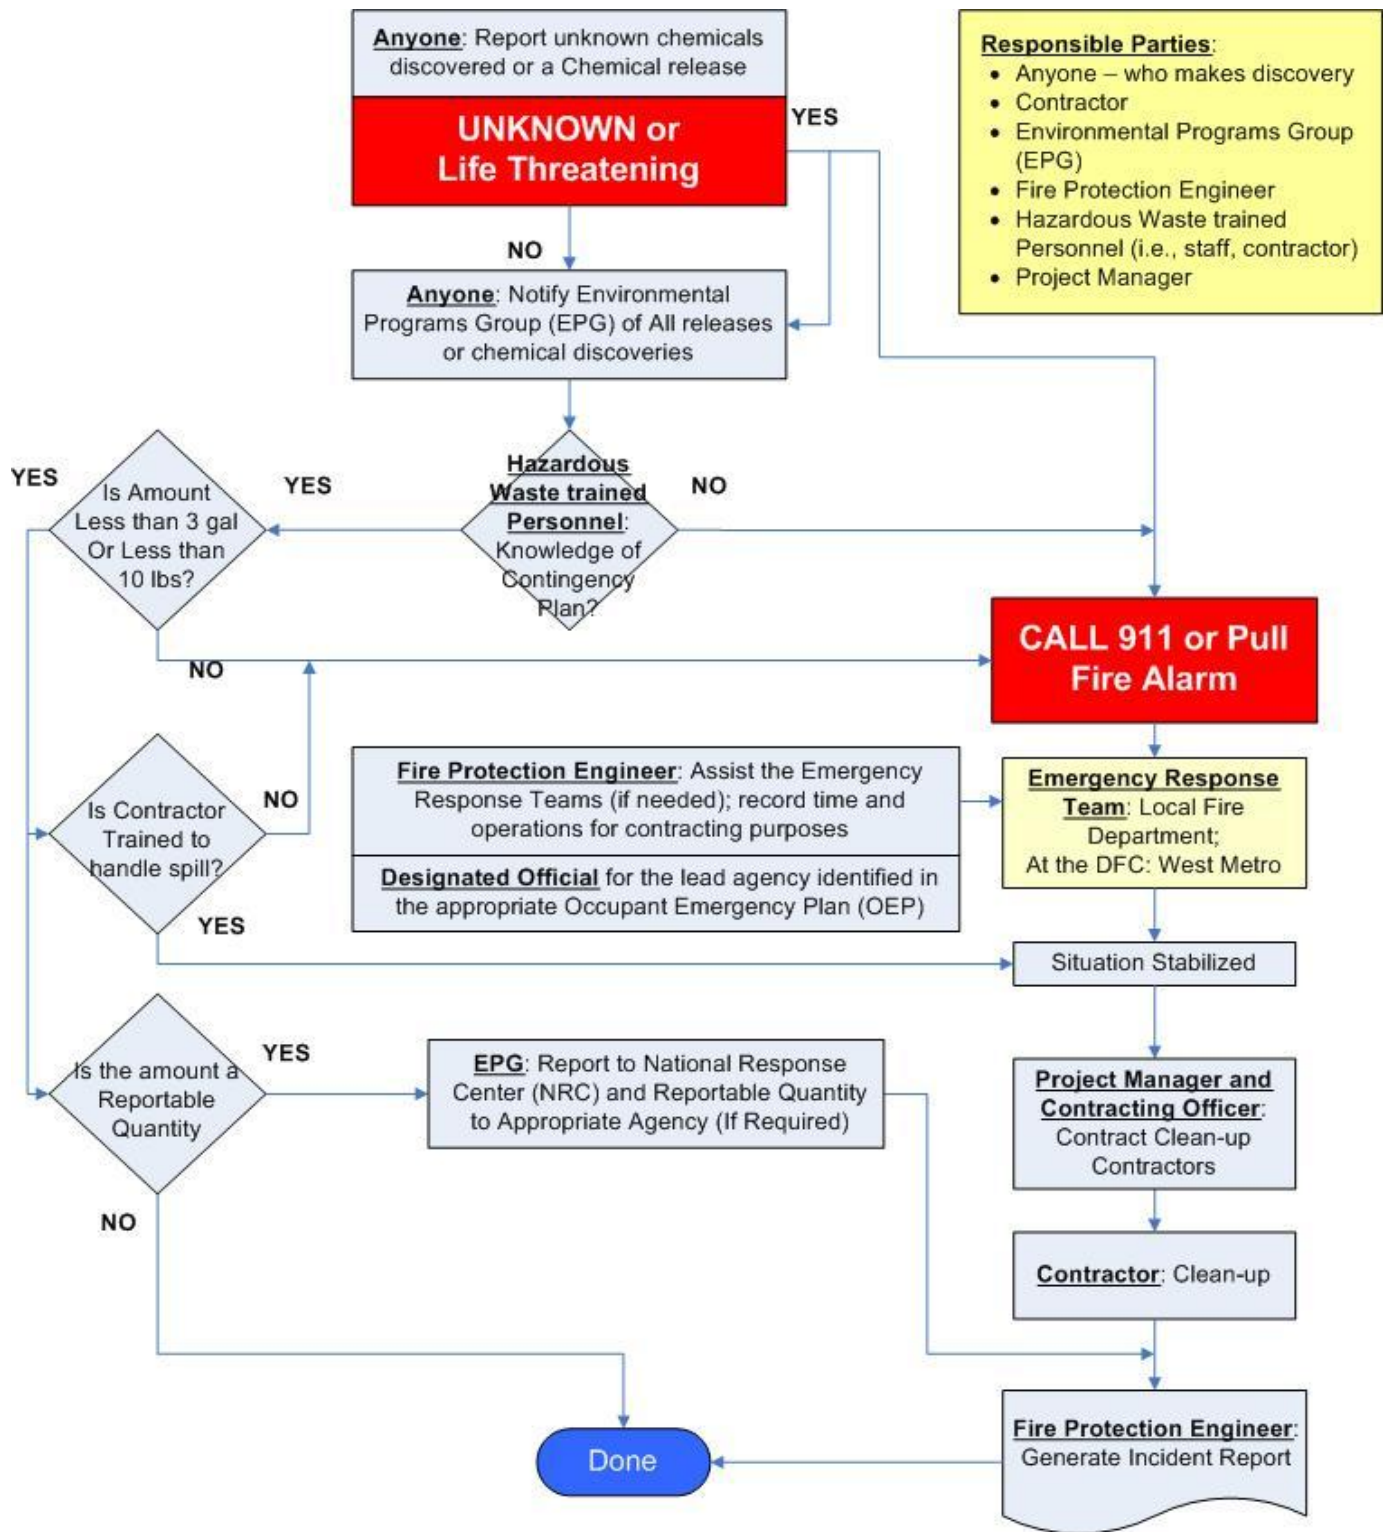 Anyone: Report unknown chemicals
discovered or a Chemical release
UNKNOWN or
Life Threatening
YES
NO
Responsible Parties:
• Anyone – who makes discovery
• Contractor
• Environmental Programs Group
(EPG)
• Fire Protection Engineer
• Hazardous Waste trained
Personnel (i.e., staff, contractor)
• Project Manager
Anyone: Notify Environmental
Programs Group (EPG) of All releases
or chemical discoveries
Hazardous
Waste trained
Personnel:
Knowledge of
Contingency
Plan?
YES
NO
Is Amount
Less than 3 gal
Or Less than
10 lbs?
YES
NO
CALL 911 or Pull
Fire Alarm
Is Contractor
Trained to
handle spill?
NO
YES
Fire Protection Engineer: Assist the Emergency
Response Teams (if needed); record time and
operations for contracting purposes
Designated Official for the lead agency identified in
the appropriate Occupant Emergency Plan (OEP)
Emergency Response
Team: Local Fire
Department;
At the DFC: West Metro
Situation Stabilized
Is the amount a
Reportable
Quantity
YES
NO
EPG: Report to National Response
Center (NRC) and Reportable Quantity
to Appropriate Agency (If Required)
Project Manager and
Contracting Officer:
Contract Clean-up
Contractors
Contractor: Clean-up
Fire Protection Engineer:
Generate Incident Report
Done